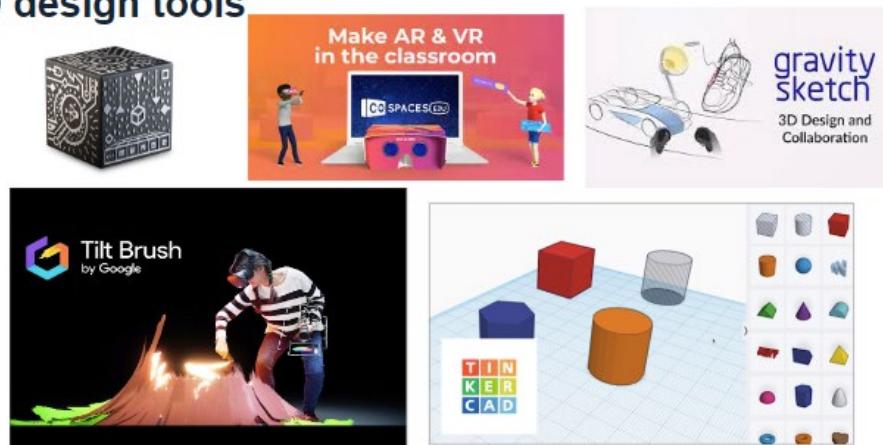 design tools
Make AR & VR
in the classroom
CO SPACES EDU
gravity
sketch
3D Design and
Collaboration
Tilt Brush
by Google
TIN
KER
CAD